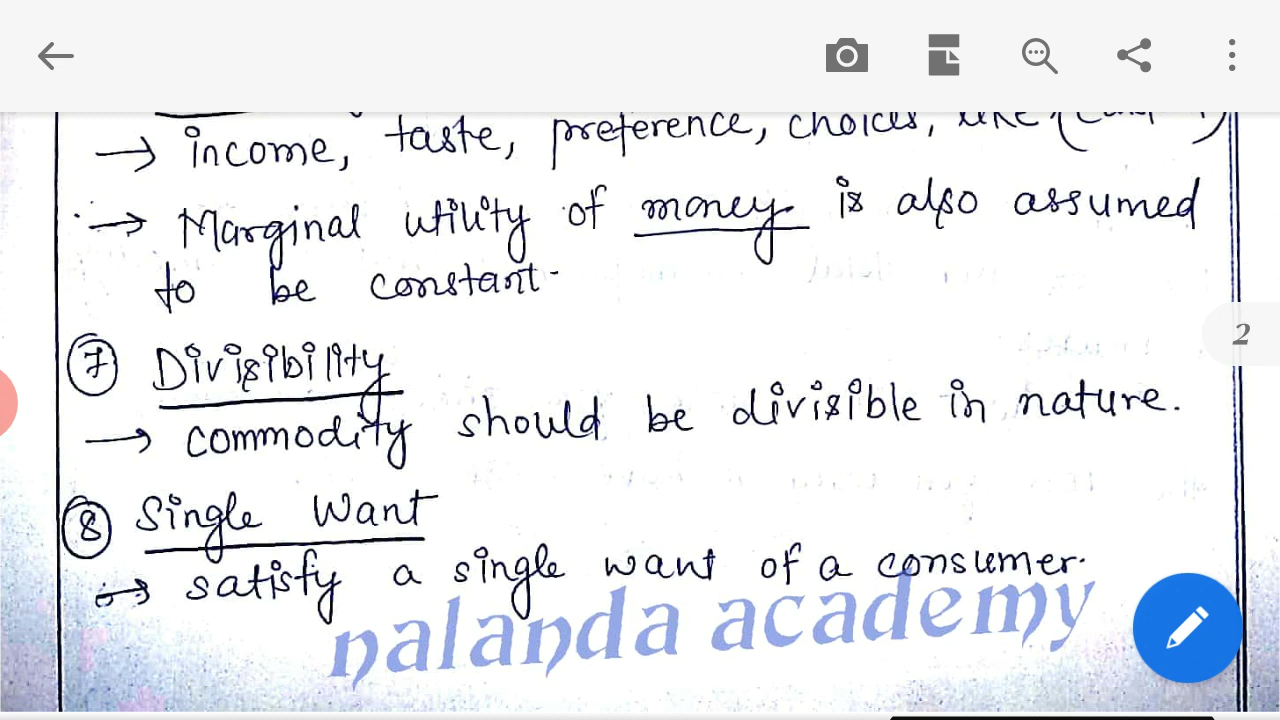 → income, taste, preference, choices, like
→ Marginal utility of money is also assumed
to be constant.
2
⑦ Divisibility
→ commodity should be divisible in nature.
⑧ Single Want
→ satisfy a single want of a consumer.
nalanda academy